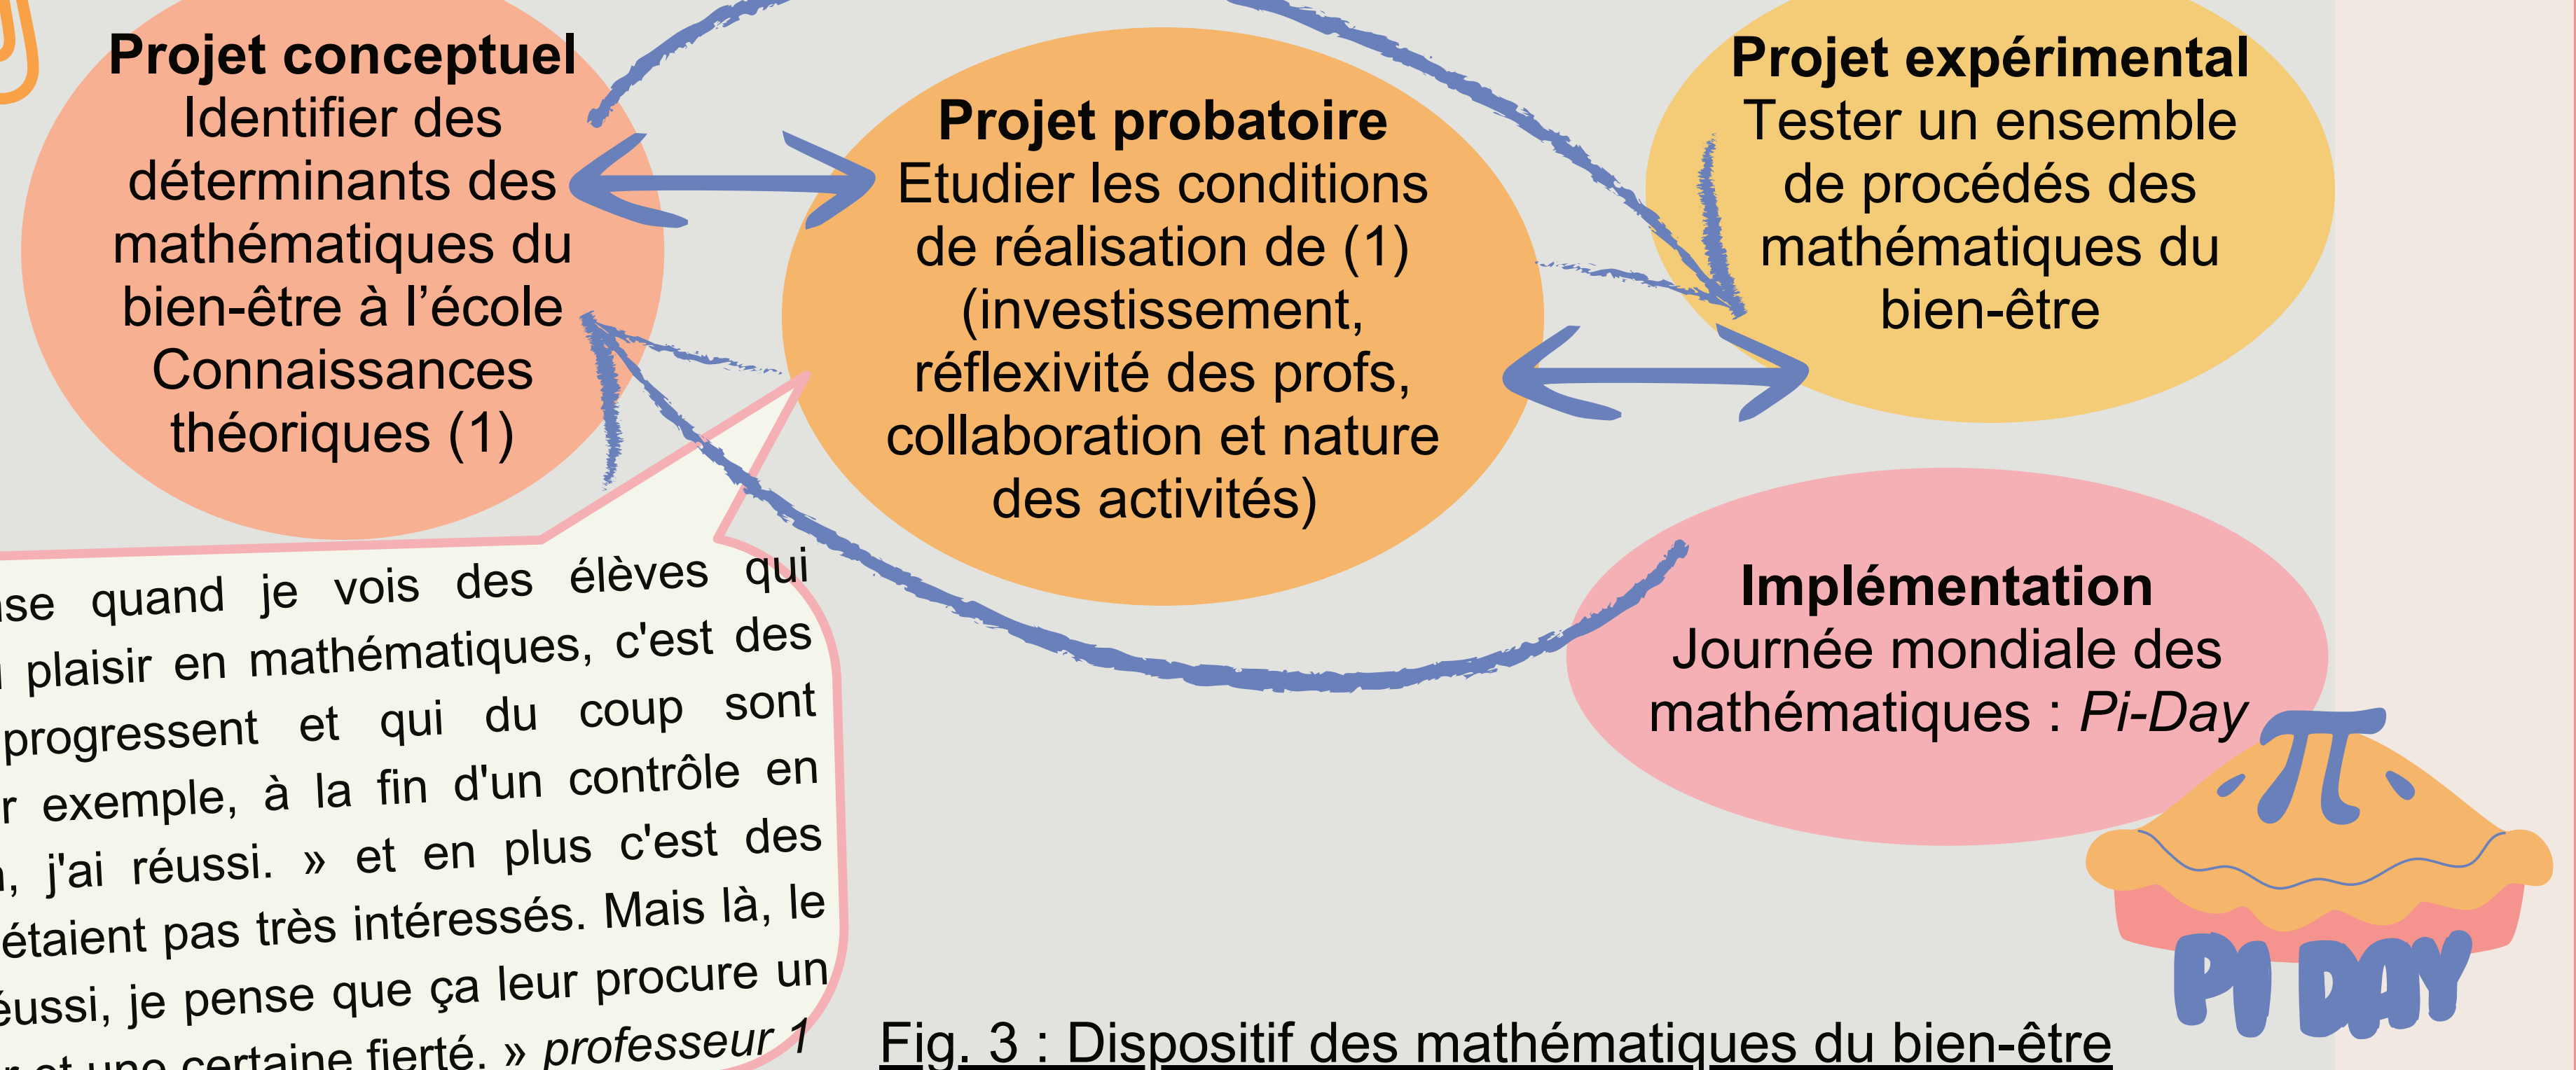 Projet conceptuel
Identifier des
déterminants des
mathématiques du
bien-être à l’école
Connaissances
théoriques (1)
Projet probatoire
Etudier les conditions
de réalisation de (1)
(investissement,
réflexivité des profs,
collaboration et nature
des activités)
Projet expérimental
Tester un ensemble
de procédés des
mathématiques du
bien-être
Implémentation
Journée mondiale des
mathématiques : Pi-Day
π
PI DAY
quand je vois des élèves qui
plaisir en mathématiques, c'est des
progressent et qui du coup sont
exemple, à la fin d'un contrôle en
j'ai réussi. » et en plus c'est des
étaient pas très intéressés. Mais là, le
je pense que ça leur procure un
et une certaine fierté. » professeur 1
Fig. 3 : Dispositif des mathématiques du bien-être